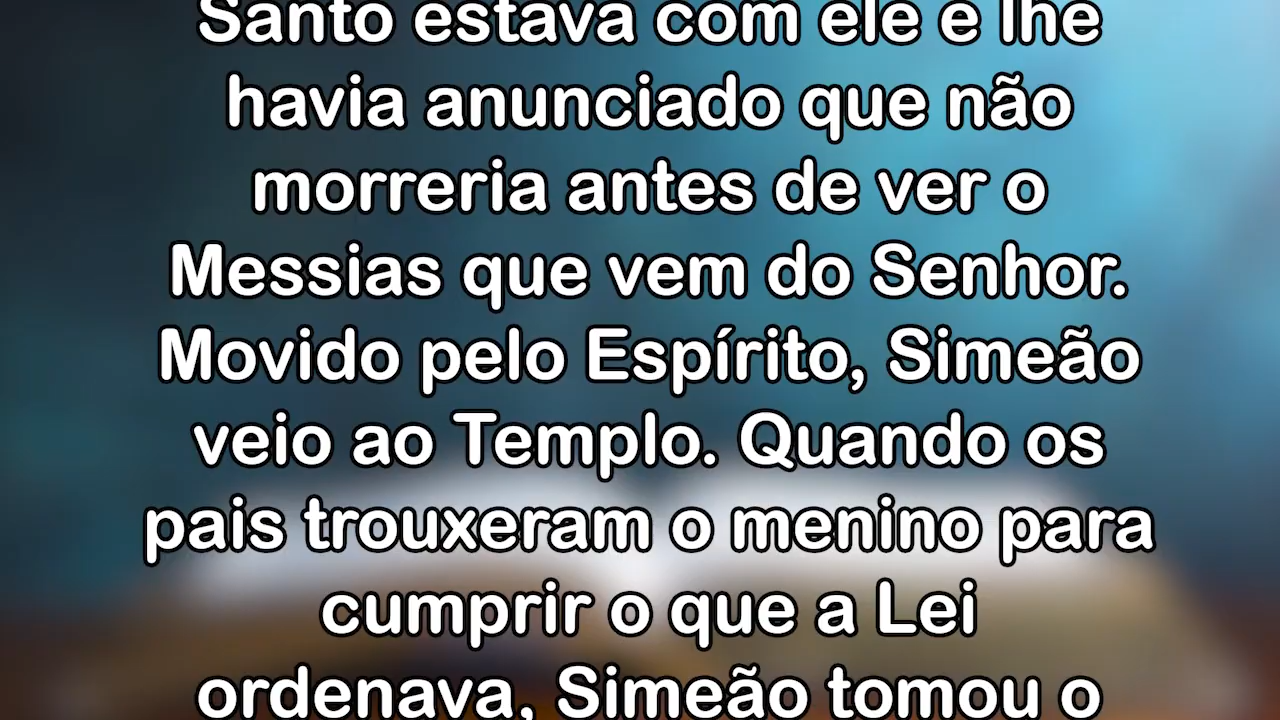 Santo estava com ele e lhe
havia anunciado que não
morreria antes de ver o
Messias que vem do Senhor.
Movido pelo Espírito, Simeão
veio ao Templo. Quando os
pais trouxeram o menino para
cumprir o que a Lei
ordenava, Simeão tomou o